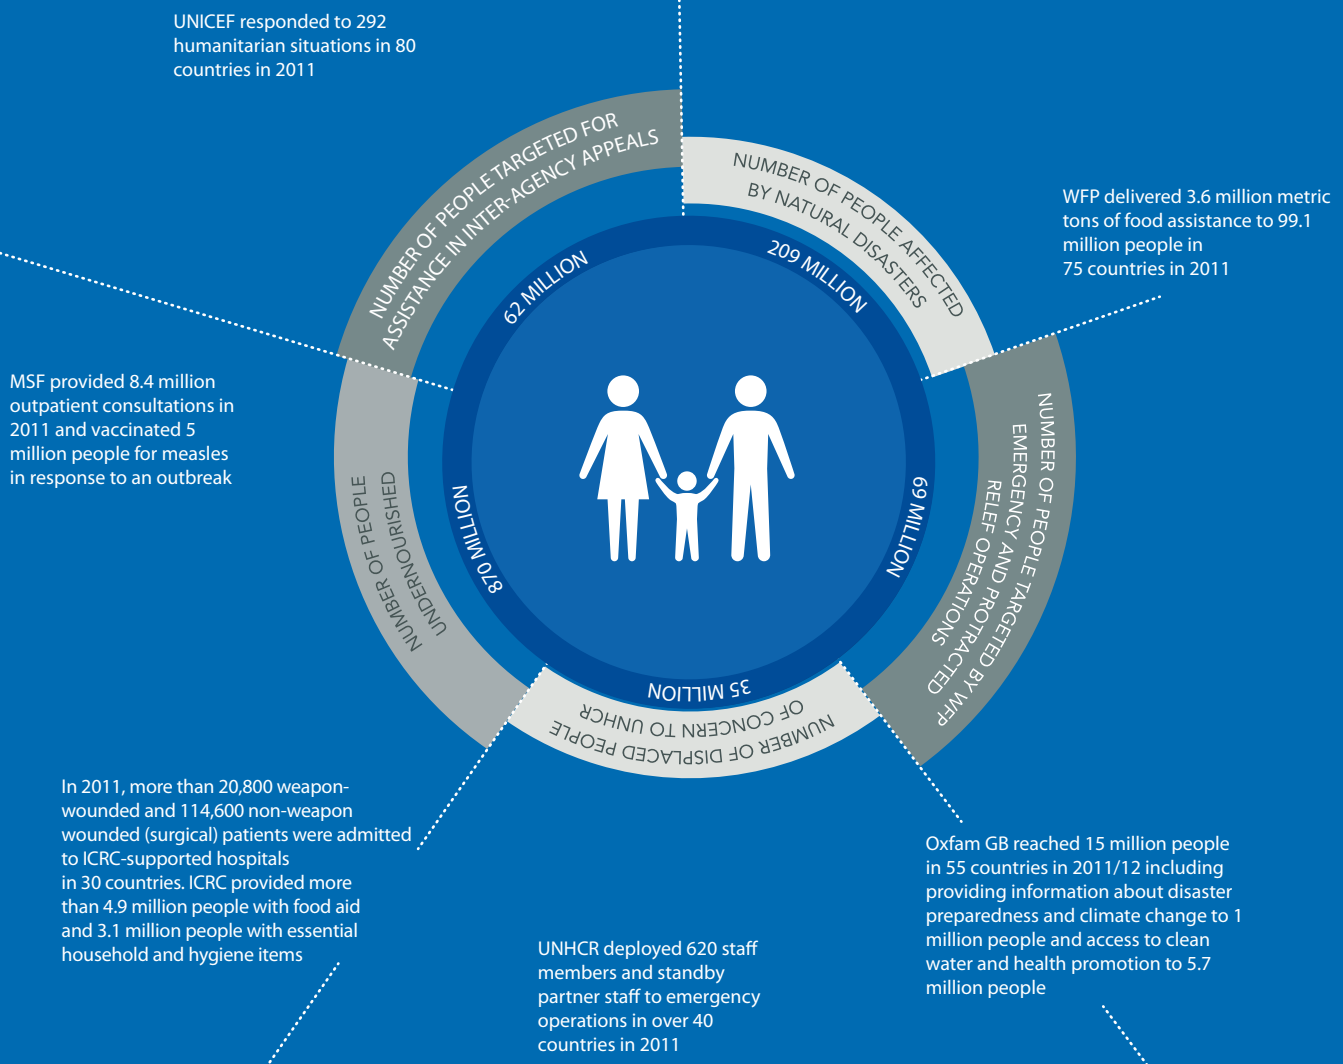 UNICEF responded to 292
humanitarian situations in 80
countries in 2011
NUMBER OF PEOPLE TARGETED FOR
ASSISTANCE IN INTER-AGENCY APPEALS
62 MILLION
NUMBER OF PEOPLE AFFECTED
BY NATURAL DISASTERS
209 MILLION
WFP delivered 3.6 million metric
tons of food assistance to 99.1
million people in
75 countries in 2011
MSF provided 8.4 million
outpatient consultations in
2011 and vaccinated 5
million people for measles
in response to an outbreak
NUMBER OF PEOPLE
UNDERNOURISHED
870 MILLION
69 MILLION
NUMBER OF PEOPLE TARGETED BY WFP
EMERGENCY AND PROTRACTED
RELEF OPERATIONS
35 MILLION
NUMBER OF DISPLACED PEOPLE
OF CONCERN TO UNHCR
In 2011, more than 20,800 weapon-
wounded and 114,600 non-weapon
wounded (surgical) patients were admitted
to ICRC-supported hospitals
in 30 countries. ICRC provided more
than 4.9 million people with food aid
and 3.1 million people with essential
household and hygiene items
UNHCR deployed 620 staff
members and standby
partner staff to emergency
operations in over 40
countries in 2011
Oxfam GB reached 15 million people
in 55 countries in 2011/12 including
providing information about disaster
preparedness and climate change to 1
million people and access to clean
water and health promotion to 5.7
million people